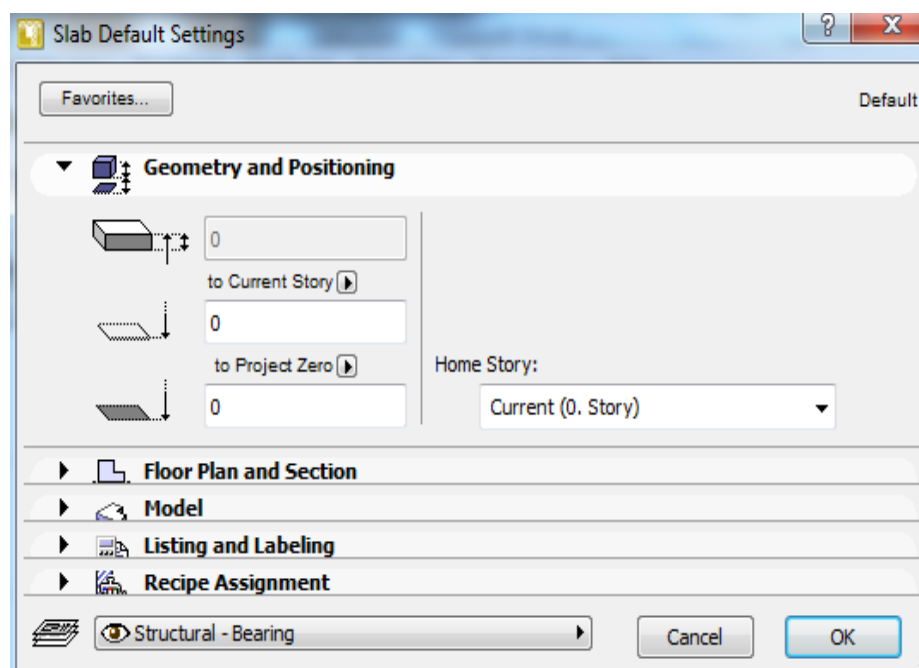 Slab Default Settings
Favorites...
Default
Geometry and Positioning
0
to Current Story
0
to Project Zero
Home Story:
0
Current (0. Story)
Floor Plan and Section
Model
Listing and Labeling
Recipe Assignment
Structural - Bearing
Cancel
OK